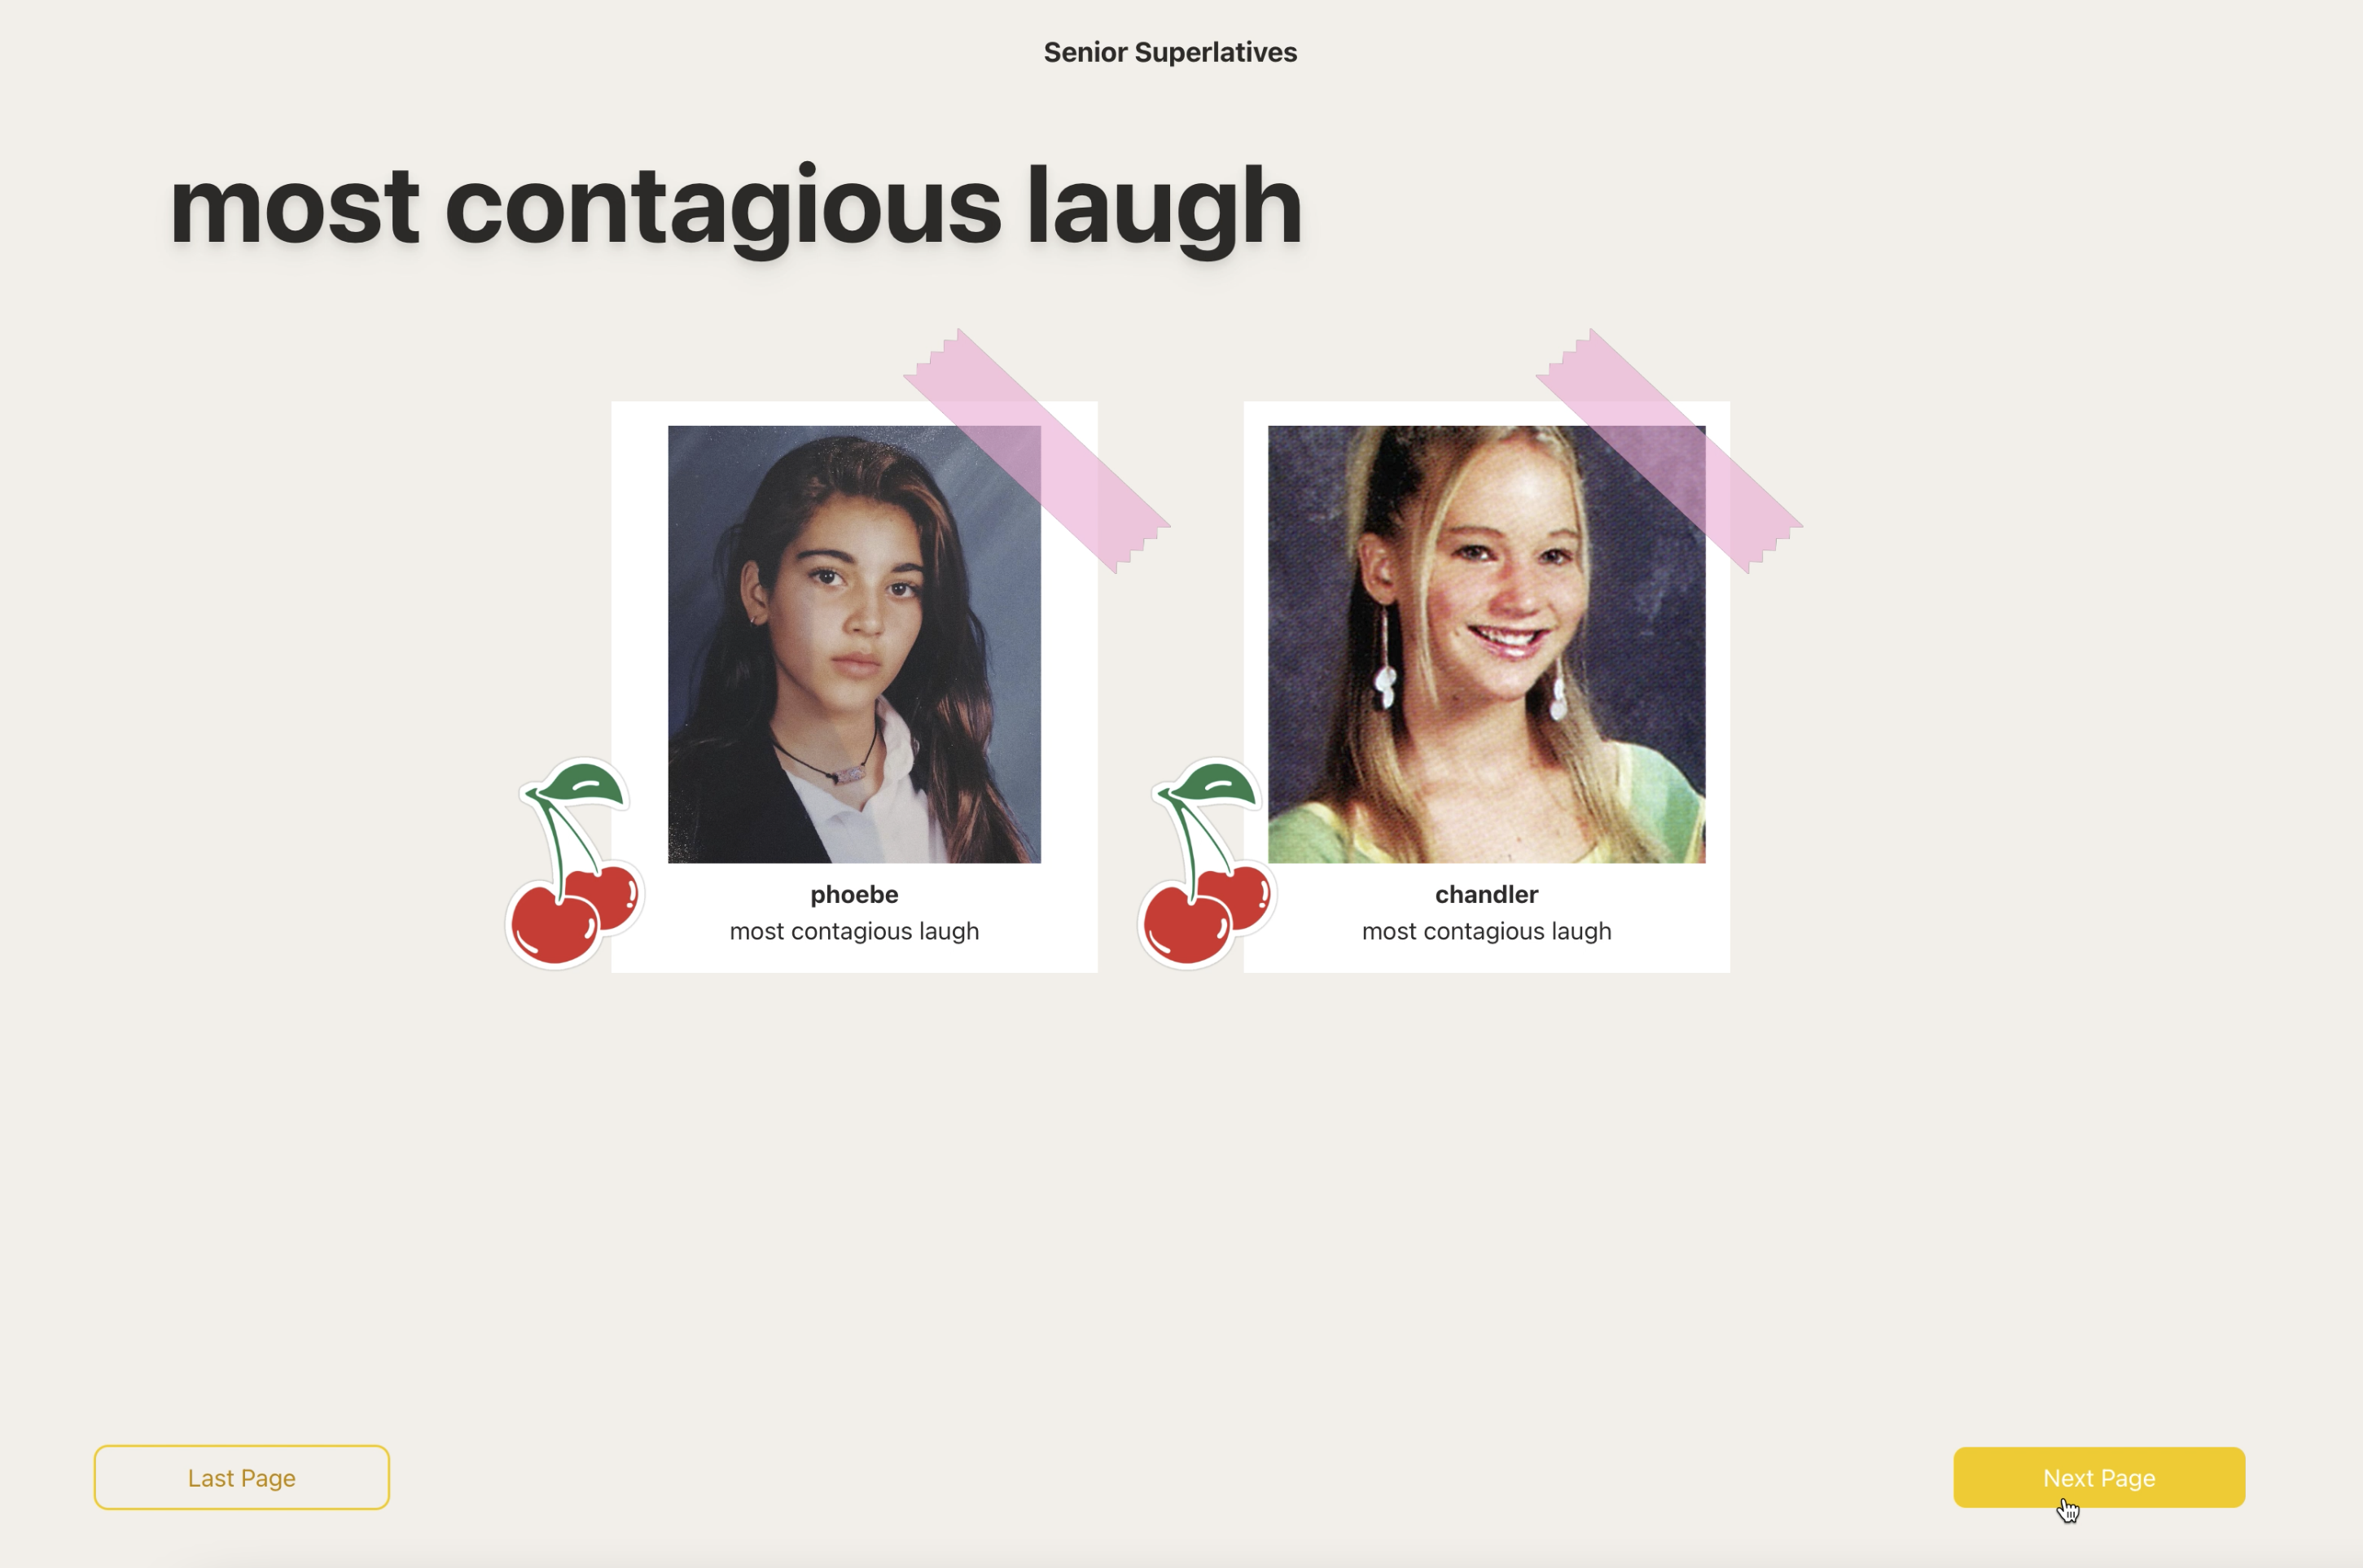 Senior Superlatives
most contagious laugh
phoebe
most contagious laugh
chandler
most contagious laugh
Last Page
Next Page